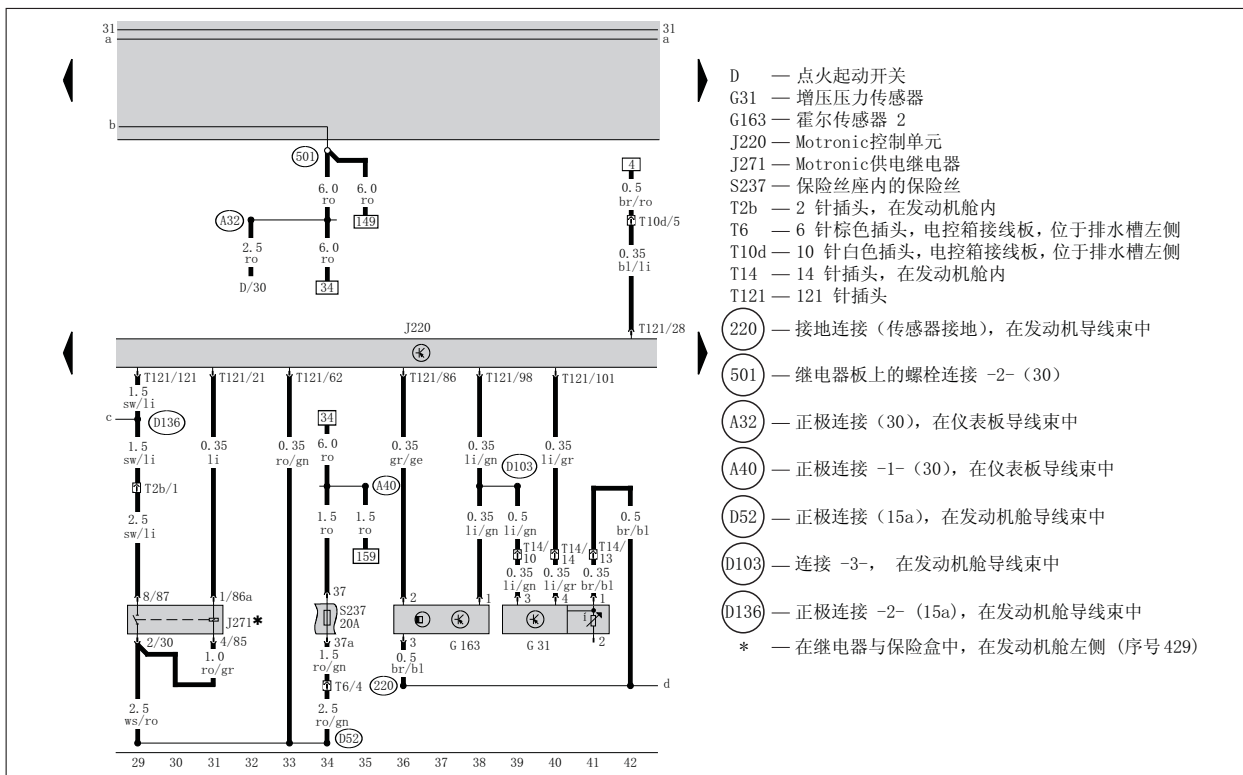 31
31
a
a
b
501
4
6.0
ro
6.0
ro
0.5
br/ro
A32
149
T10d/5
2.5
ro
6.0
ro
0.35
bl/li
D/30
34
J220
T121/28
T121/121
T121/21
T121/62
T121/86
T121/98
T121/101
1.5
sw/li
c
D136
34
1.5
sw/li
0.35
li
0.35
ro/gn
6.0
ro
0.35
gr/ge
0.35
li/gn
0.35
li/gr
D103
T2b/1
A40
2.5
sw/li
1.5
ro
1.5
ro
0.35
li/gn
0.5
li/gn
0.5
br/bl
159
T14/
10
T14/
14
T14/
13
0.35
li/gn
0.35
li/gr
0.35
br/bl
8/87
1/86a
37
2
1
3
4
1
J271*
S237
20A
2/30
4/85
37a
3
G 163
G 31
2
1.0
ro/gr
1.5
ro/gn
0.5
br/bl
T6/4
220
d
2.5
ws/ro
2.5
ro/gn
D52
29 30 31 32 33 34 35 36 37 38 39 40 41 42
D — 点火起动开关
G31 — 增压压力传感器
G163 — 霍尔传感器 2
J220 — Motronic控制单元
J271 — Motronic供电继电器
S237 — 保险丝座内的保险丝
T2b — 2 针插头，在发动机舱内
T6 — 6 针棕色插头，电控箱接线板，位于排水槽左侧
T10d — 10 针白色插头，电控箱接线板，位于排水槽左侧
T14 — 14 针插头，在发动机舱内
T121 — 121 针插头
220 — 接地连接（传感器接地），在发动机导线束中
501 — 继电器板上的螺栓连接 -2-（30）
A32 — 正极连接（30），在仪表板导线束中
A40 — 正极连接 -1-（30），在仪表板导线束中
D52 — 正极连接（15a），在发动机舱导线束中
D103 — 连接 -3-， 在发动机舱导线束中
D136 — 正极连接 -2- (15a)，在发动机舱导线束中
* — 在继电器与保险盒中，在发动机舱左侧 (序号429)